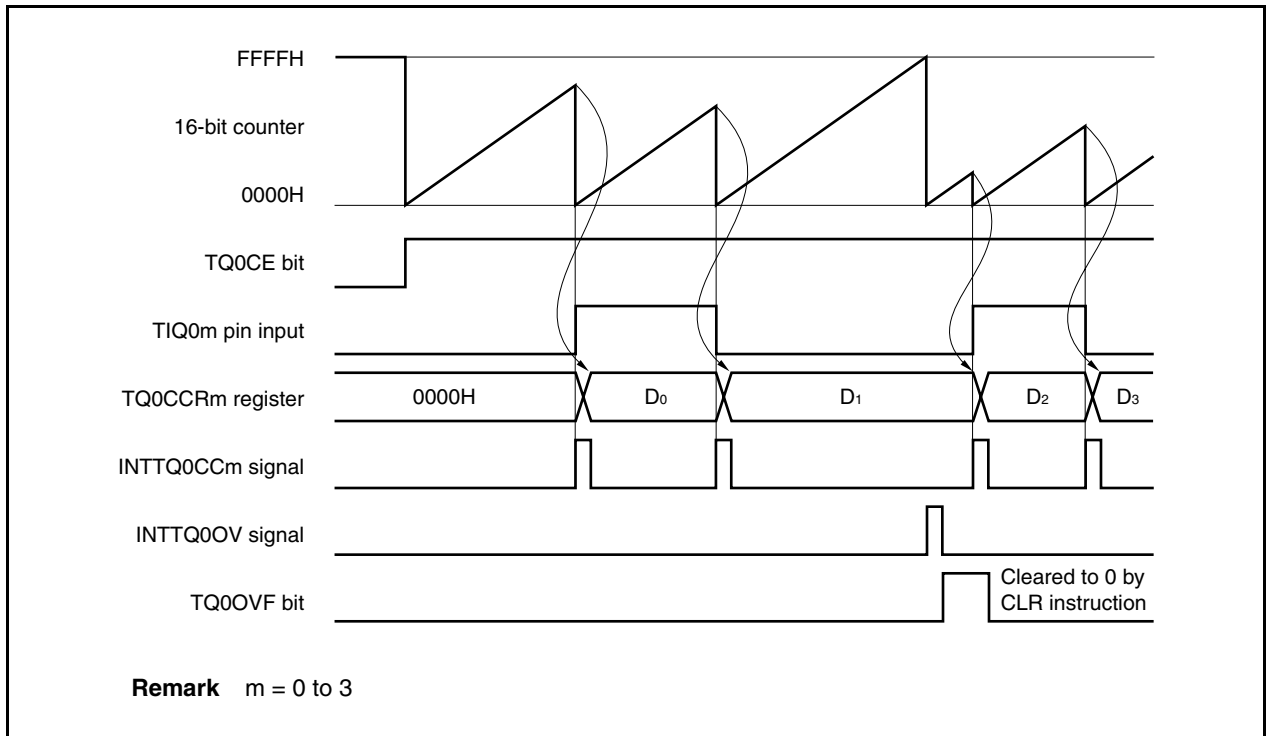 FFFFH
16-bit counter
0000H
TQ0CE bit
TIQ0m pin input
TQ0CCRm register
0000H D0 D1 D2 D3
INTTQ0CCm signal
INTTQ0OV signal
TQ0OVF bit
Cleared to 0 by
CLR instruction
Remark m = 0 to 3